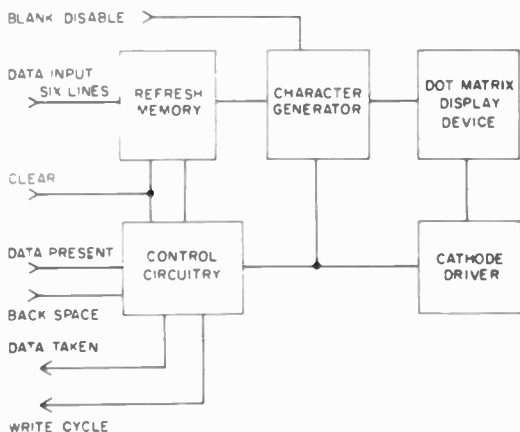 BLANK DISABLE
DATA INPUT
SIX LINES
REFRESH
MEMORY
CHARACTER
GENERATOR
DOT MATRIX
DISPLAY
DEVICE
CLEAR
DATA PRESENT
CONTROL
CIRCUITRY
CATHODE
DRIVER
BACK SPACE
DATA TAKEN
WRITE CYCLE